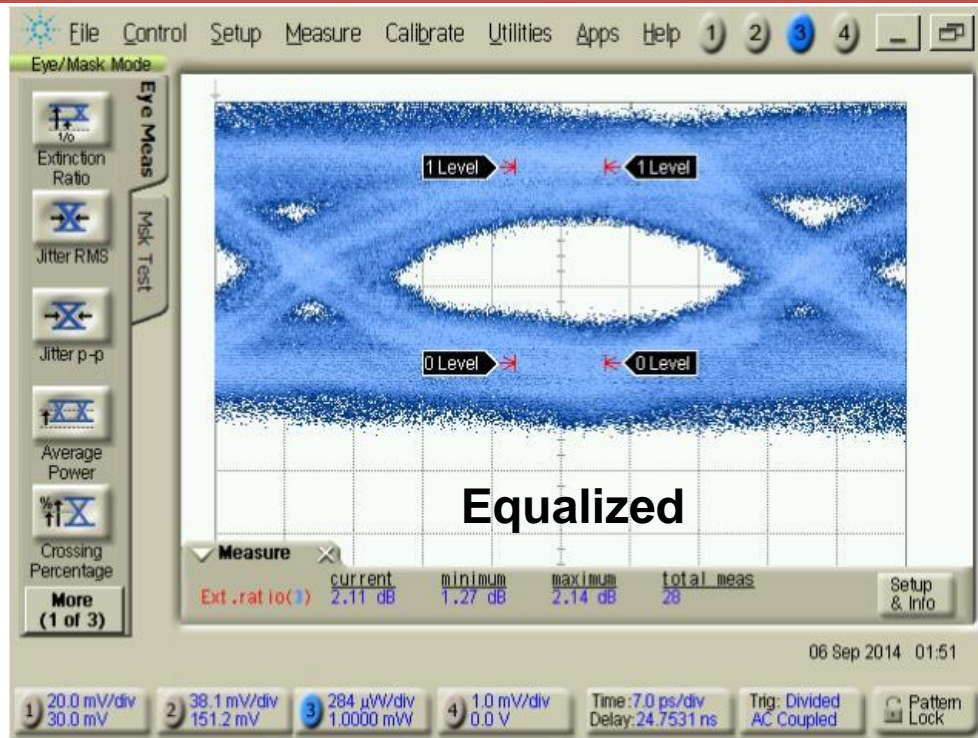 File Control Setup Measure Calibrate Utilities Apps Help 1 2 3 4
Eye/Mask Mode
Eye Meas
Msk Test
1/0
Extinction
Ratio
Jitter RMS
Jitter p-p
Average
Power
Crossing
Percentage
More
(1 of 3)
1 Level 1 Level
0 Level 0 Level
Equalized
Measure
current minimum maximum total meas
Ext.ratio(3) 2.11 dB 1.27 dB 2.14 dB 28
Setup
& Info
06 Sep 2014 01:51
1 20.0 mV/div
30.0 mV
2 38.1 mV/div
151.2 mV
3 284 µW/div
1.0000 mW
4 1.0 mV/div
0.0 V
Time:7.0 ps/div
Delay:24.7531 ns
Trig: Divided
AC Coupled
Pattern
Lock